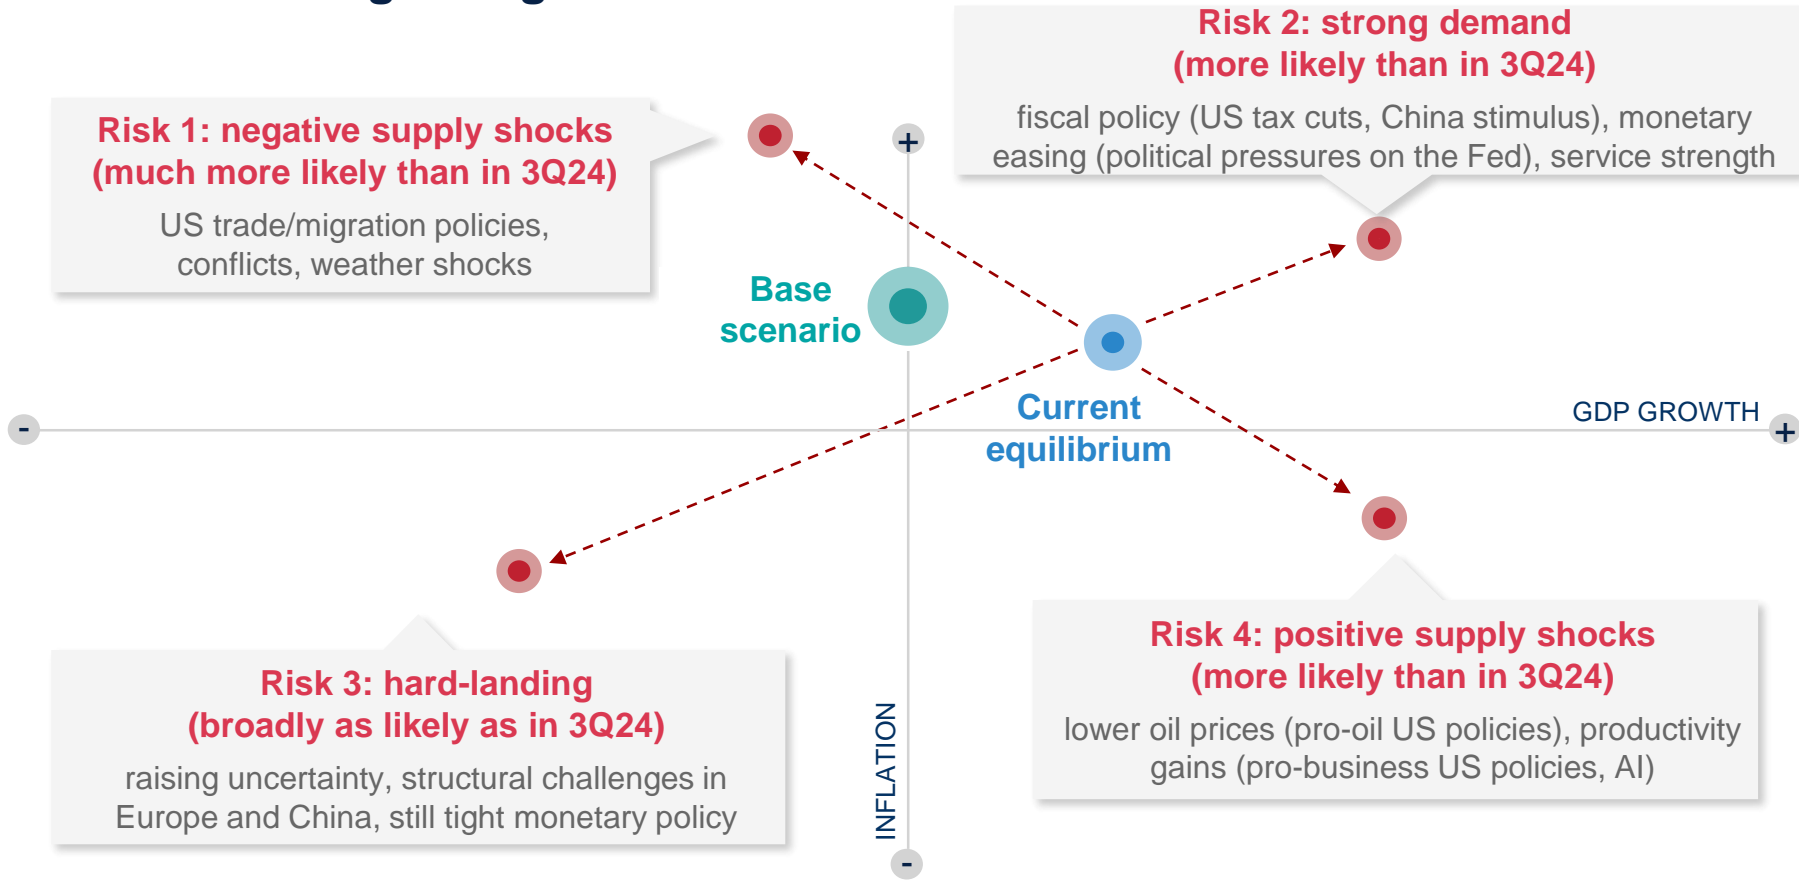 Risk 2: strong demand
(more likely than in 3Q24)
fiscal policy (US tax cuts, China stimulus), monetary
easing (political pressures on the Fed), service strength
Risk 1: negative supply shocks
(much more likely than in 3Q24)
US trade/migration policies,
conflicts, weather shocks
+
Base
scenario
Current
equilibrium
GDP GROWTH
-
+
Risk 3: hard-landing
(broadly as likely as in 3Q24)
raising uncertainty, structural challenges in
Europe and China, still tight monetary policy
INFLATION
-
Risk 4: positive supply shocks
(more likely than in 3Q24)
lower oil prices (pro-oil US policies), productivity
gains (pro-business US policies, AI)